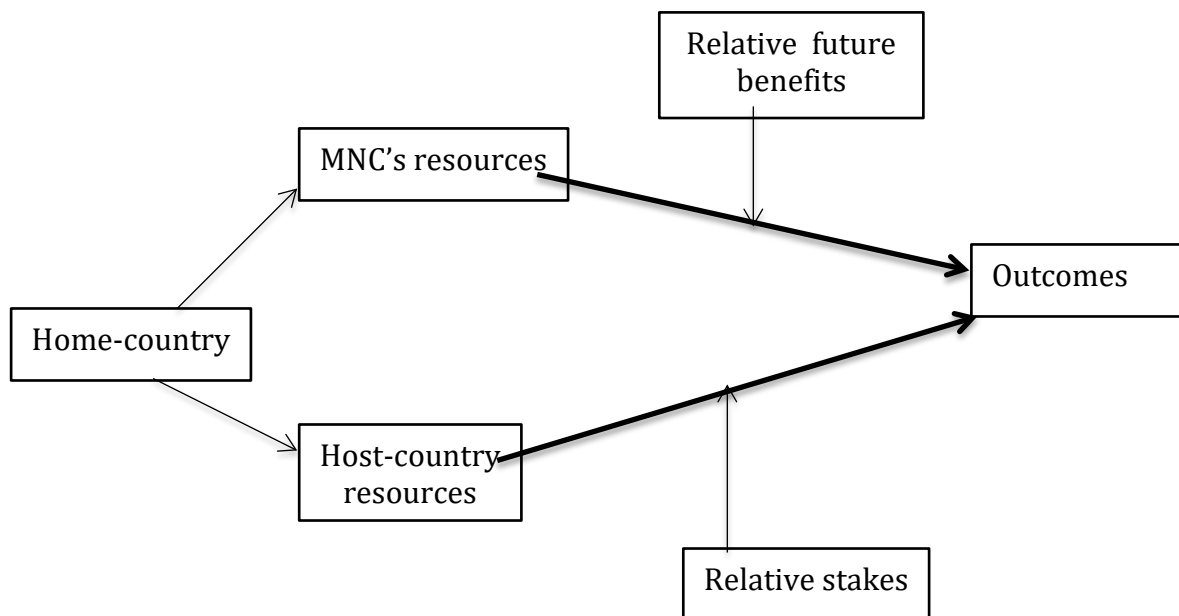 Relative future
benefits
MNC’s resources
Outcomes
Home-country
Host-country
resources
Relative stakes